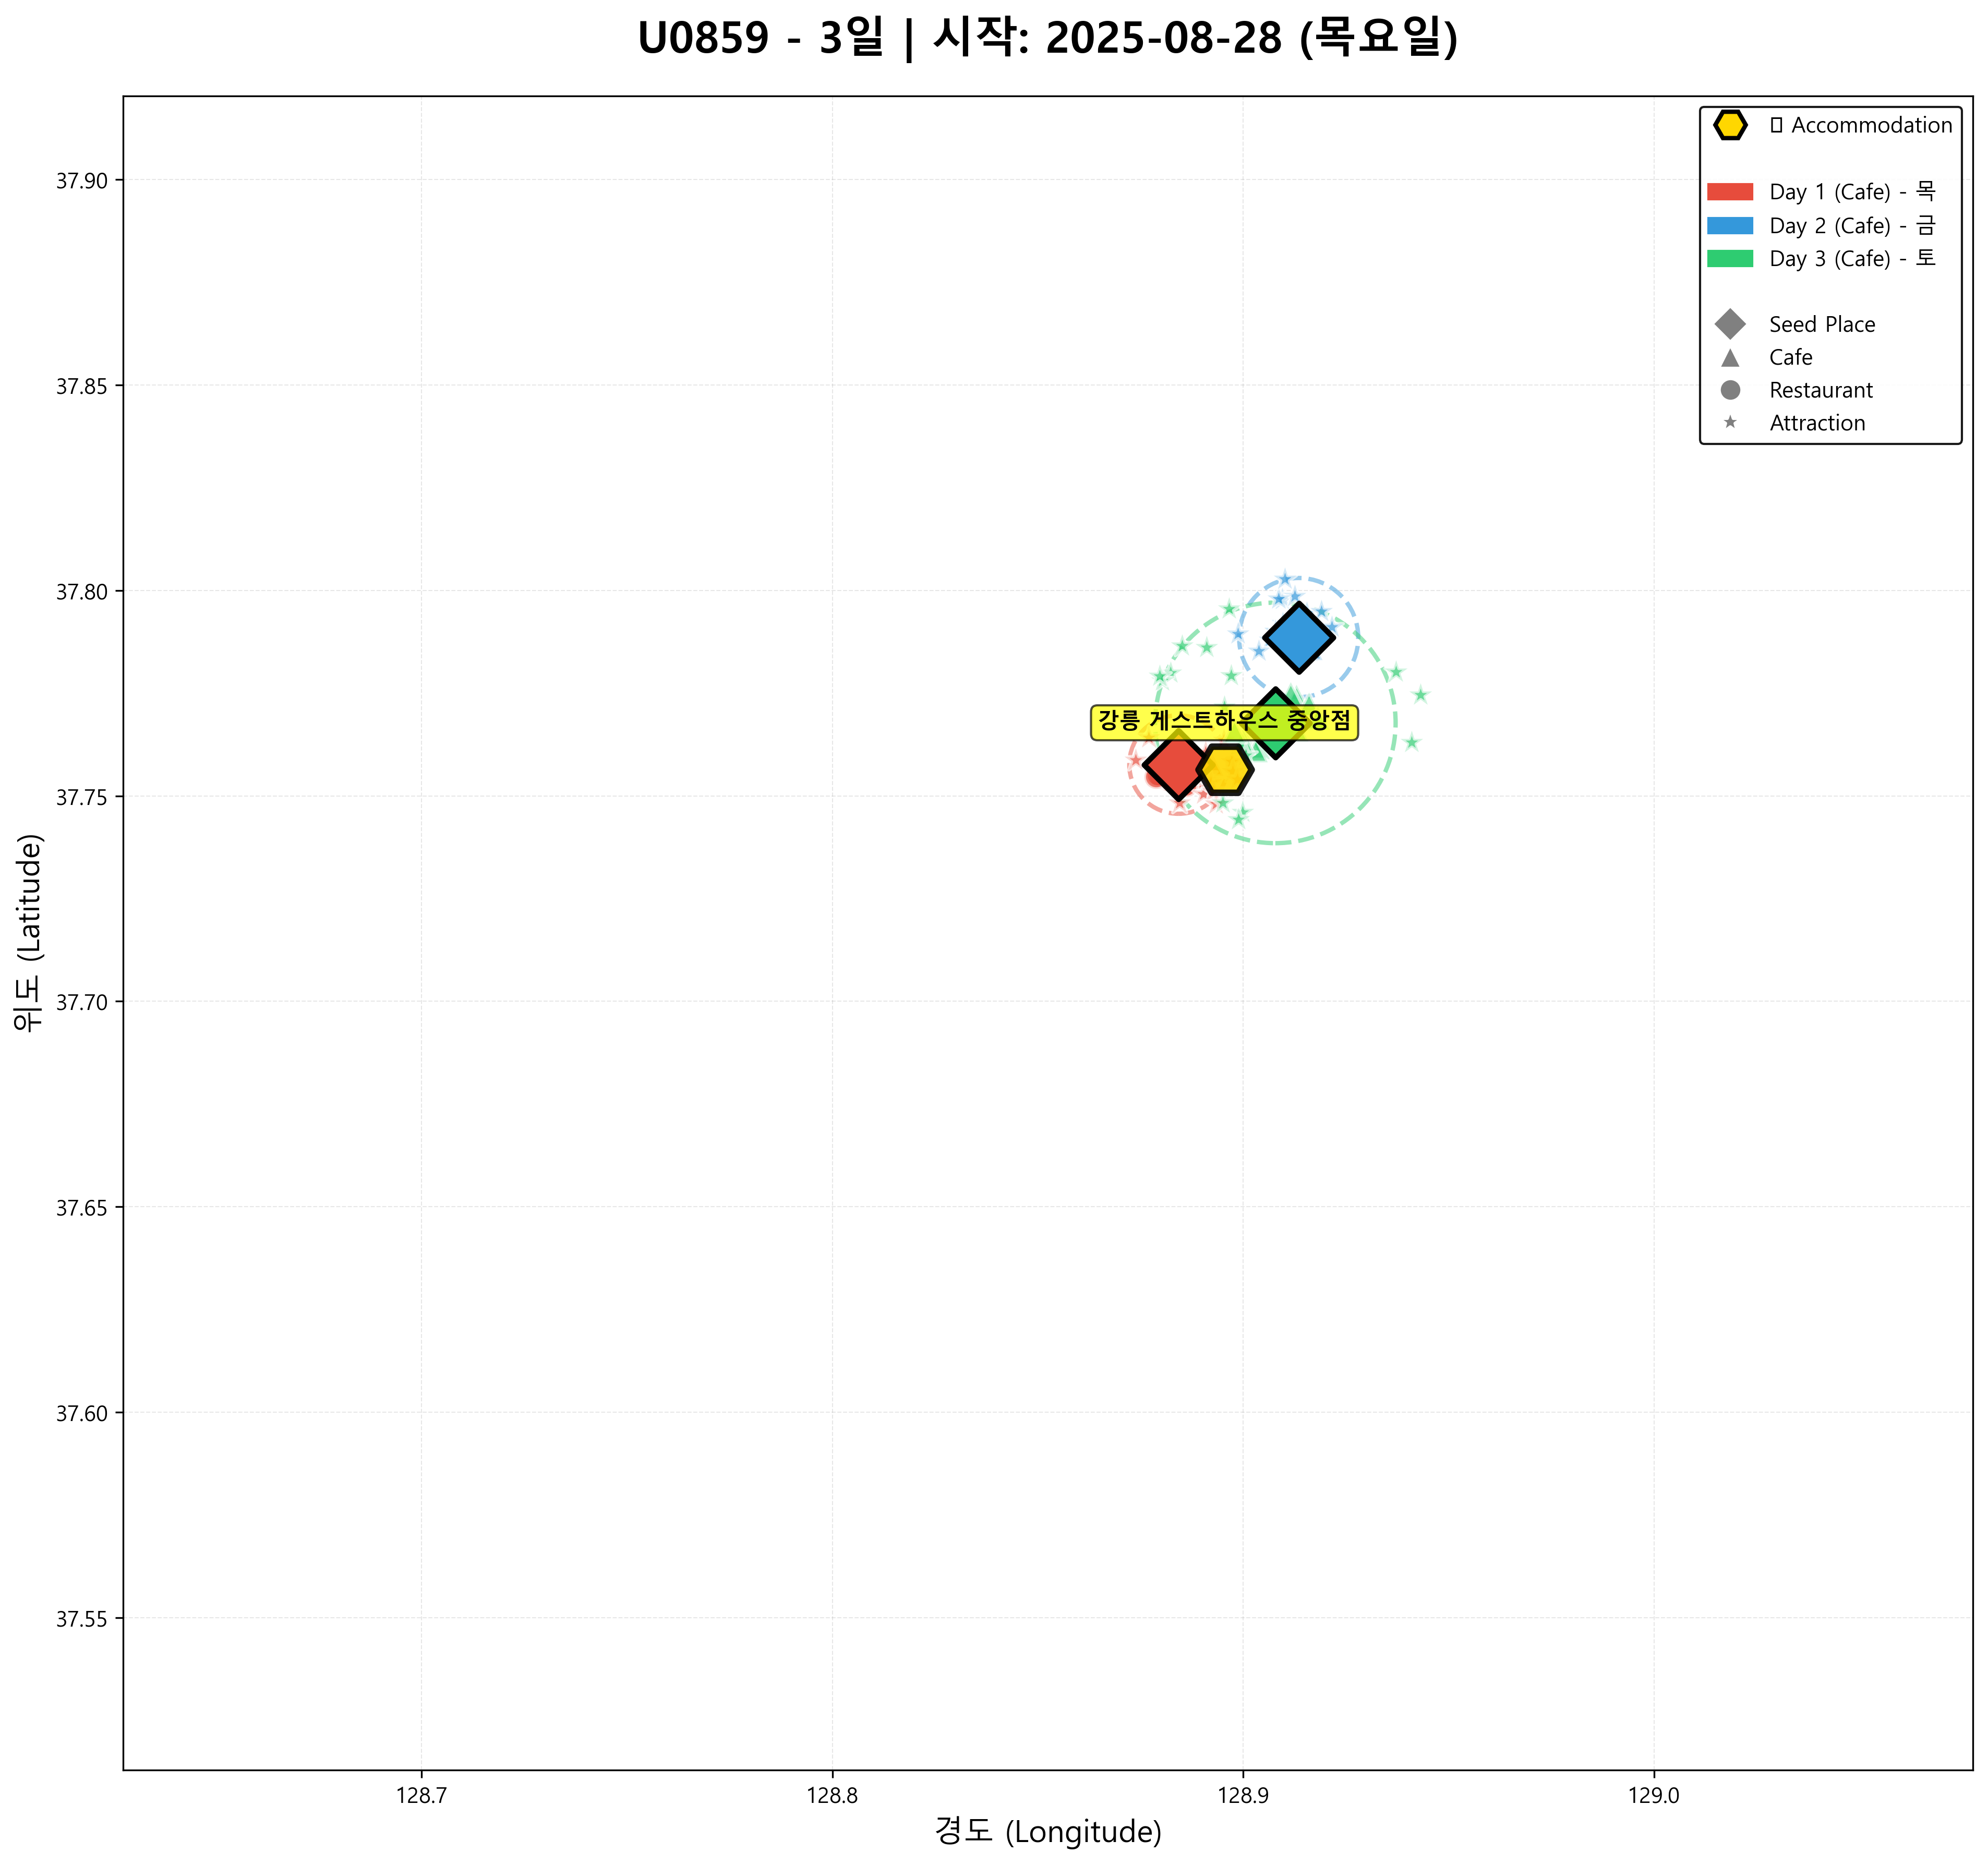 U0859 - 3일 | 시작: 2025-08-28 (목요일)
Accommodation
Day 1 (Cafe) - 목
Day 2 (Cafe) - 금
Day 3 (Cafe) - 토
Seed Place
Cafe
Restaurant
Attraction
강릉 게스트하우스 중앙점
위도 (Latitude)
37.90
37.85
37.80
37.75
37.70
37.65
37.60
37.55
128.7
128.8
128.9
129.0
경도 (Longitude)